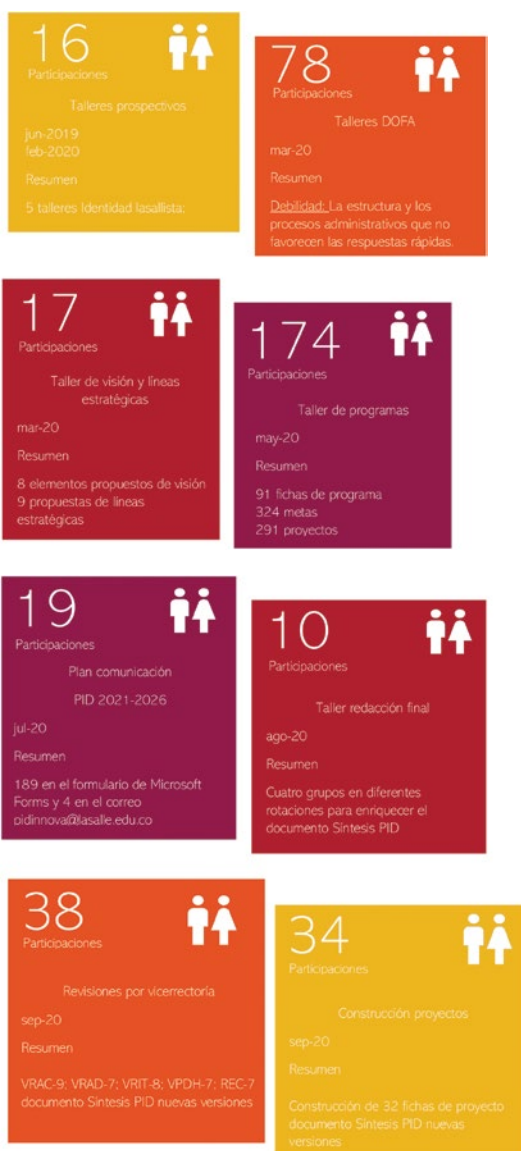 16
Participaciones
Talleres prospectivos
jun-2019
feb-2020
Resumen
5 talleres Identidad lasallista:
78
Participaciones
Talleres DOFA
mar-20
Resumen
Debilidad: La estructura y los
procesos administrativos que no
favorecen las respuestas rápidas.
17
Participaciones
Taller de visión y líneas
estratégicas
mar-20
Resumen
8 elementos propuestos de visión
9 propuestas de líneas
estratégicas
174
Participaciones
Taller de programas
may-20
Resumen
91 fichas de programa
324 metas
291 proyectos
19
Participaciones
Plan comunicación
PID 2021-2026
jul-20
Resumen
189 en el formulario de Microsoft
Forms y 4 en el correo
pidinnova@lasalle.edu.co
10
Participaciones
Taller redacción final
ago-20
Resumen
Cuatro grupos en diferentes
rotaciones para enriquecer el
documento Síntesis PID
38
Participaciones
Revisiones por vicerrectoría
sep-20
Resumen
VRAC-9; VRAD-7; VRIT-8; VPDH-7; REC-7
documento Síntesis PID nuevas versiones
34
Participaciones
Construcción proyectos
sep-20
Resumen
Construcción de 32 fichas de proyecto
documento Síntesis PID nuevas
versiones